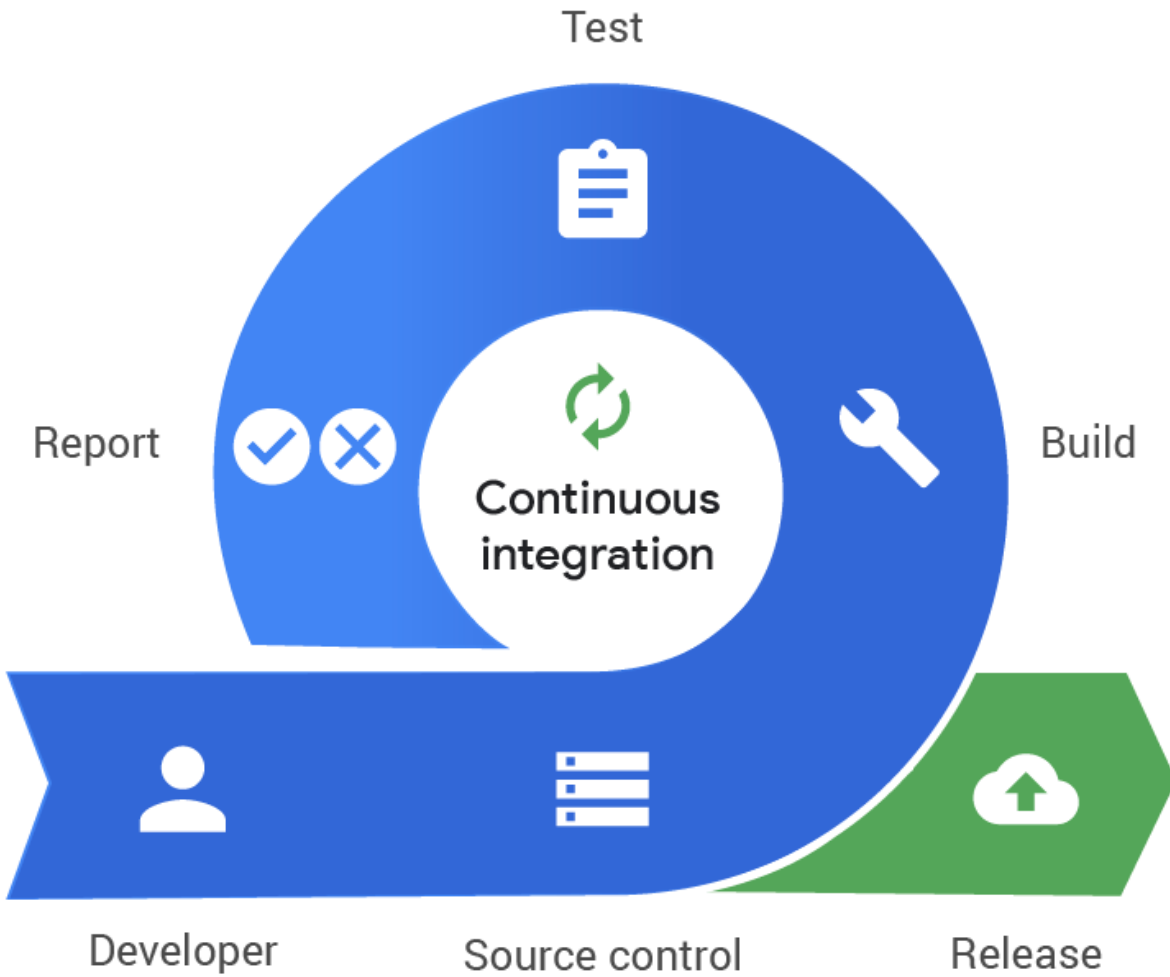 Test
Report
Build
Continuous
integration
Developer
Source control
Release